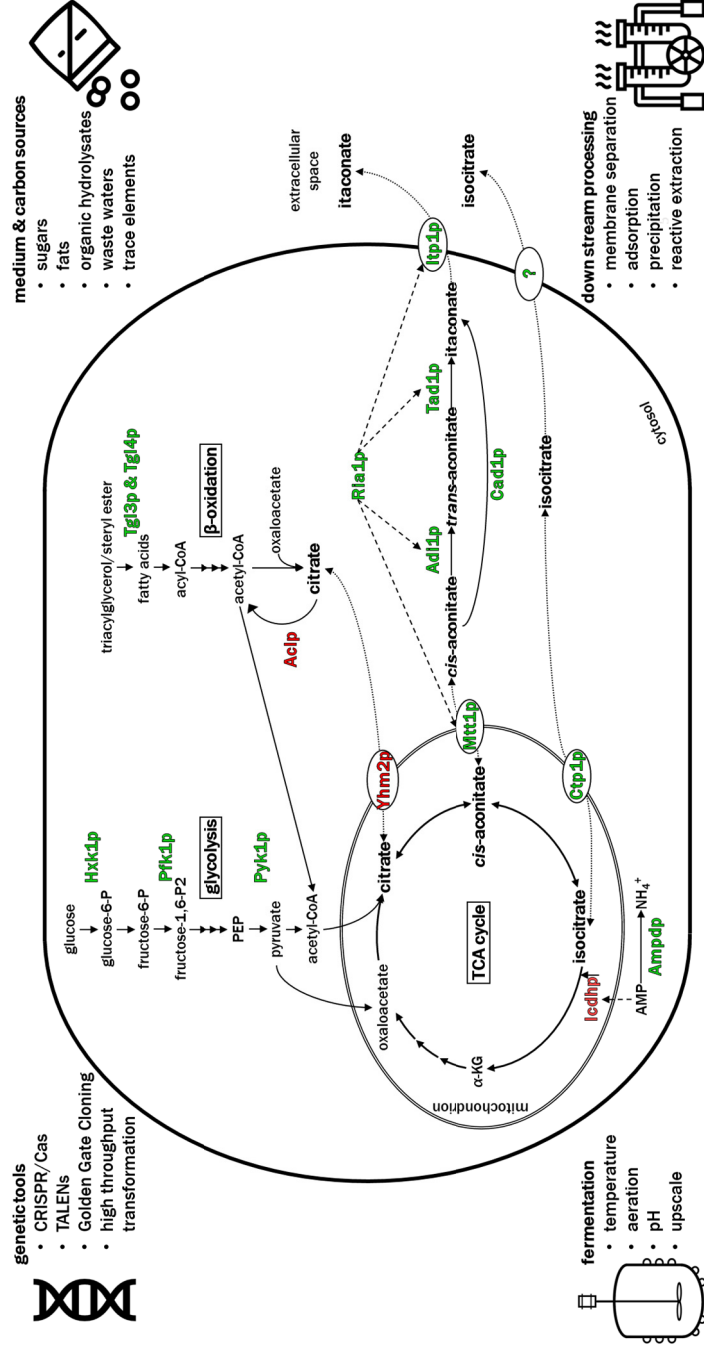 genetic tools
• CRISPR/Cas
• TALENs
• Golden Gate Cloning
• high throughput
transformation
medium & carbon sources
• sugars
• fats
• organic hydrolysates
• waste waters
• trace elements
glucose
Hxk1p
glucose-6-P
fructose-6-P
Pfk1p
fructose-1,6-P2
glycolysis
PEP
Pyk1p
pyruvate
acetyl-CoA
triacylglycerol/steryl ester
Tgl3p & Tgl4p
fatty acids
acyl-CoA
β-oxidation
acetyl-CoA
oxaloacetate
citrate
Aclp
extracellular
space
itaconate
isocitrate
Ria1p
Itp1p
Yhm2p
citrate
oxaloacetate
Mtt1p
cis-aconitate
Adi1p
trans-aconitate
Tad1p
itaconate
Cad1p
cis-aconitate
TCA cycle
α-KG
mitochondrion
isocitrate
Icdhp
Ctp1p
isocitrate
?
AMP
NH4+
Ampdp
cytosol
fermentation
• temperature
• aeration
• pH
• upscale
down stream processing
• membrane separation
• adsorption
• precipitation
• reactive extraction